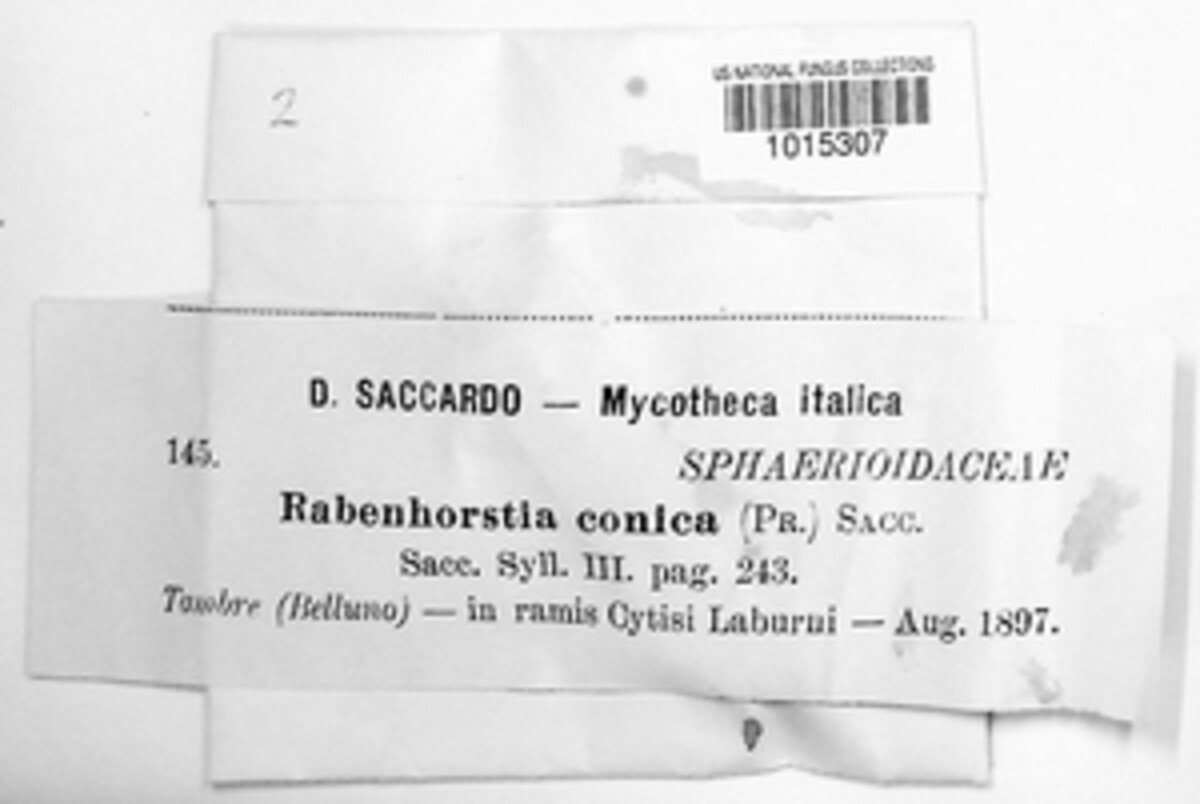 2
US NATIONAL FUNGUS COLLECTIONS
1015307
D. SACCARDO — Mycotheca italica
145.
SPHAERIOIDACEAE
Rabenhorstia conica (Pr.) Sacc.
Sacc. Syll. III. pag. 243.
Tambre (Belluno) — in ramis Cytisi Laburni — Aug. 1897.